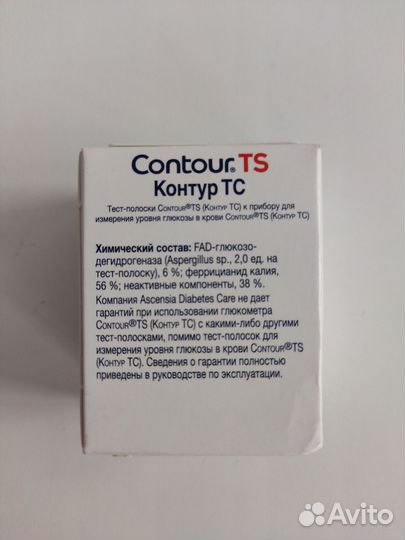 Contour® TS
Контур ТС
Тест-полоски CONTOUR®TS (КОНТУР ТС) к прибору для
измерения уровня глюкозы в крови CONTOUR®TS (КОНТУР ТС)
Химический состав: FAD-глюкозо-
дегидрогеназа (Aspergillus sp., 2,0 ед. на
тест-полоску), 6 %; феррицианид калия,
56 %; неактивные компоненты, 38 %.
Компания Ascensia Diabetes Care не дает
гарантий при использовании глюкометра
CONTOUR®TS (КОНТУР ТС) с какими-либо другими
тест-полосками, помимо тест-полосок для
измерения уровня глюкозы в крови CONTOUR®TS
(КОНТУР ТС). Сведения о гарантии полностью
приведены в руководстве по эксплуатации.
Avito